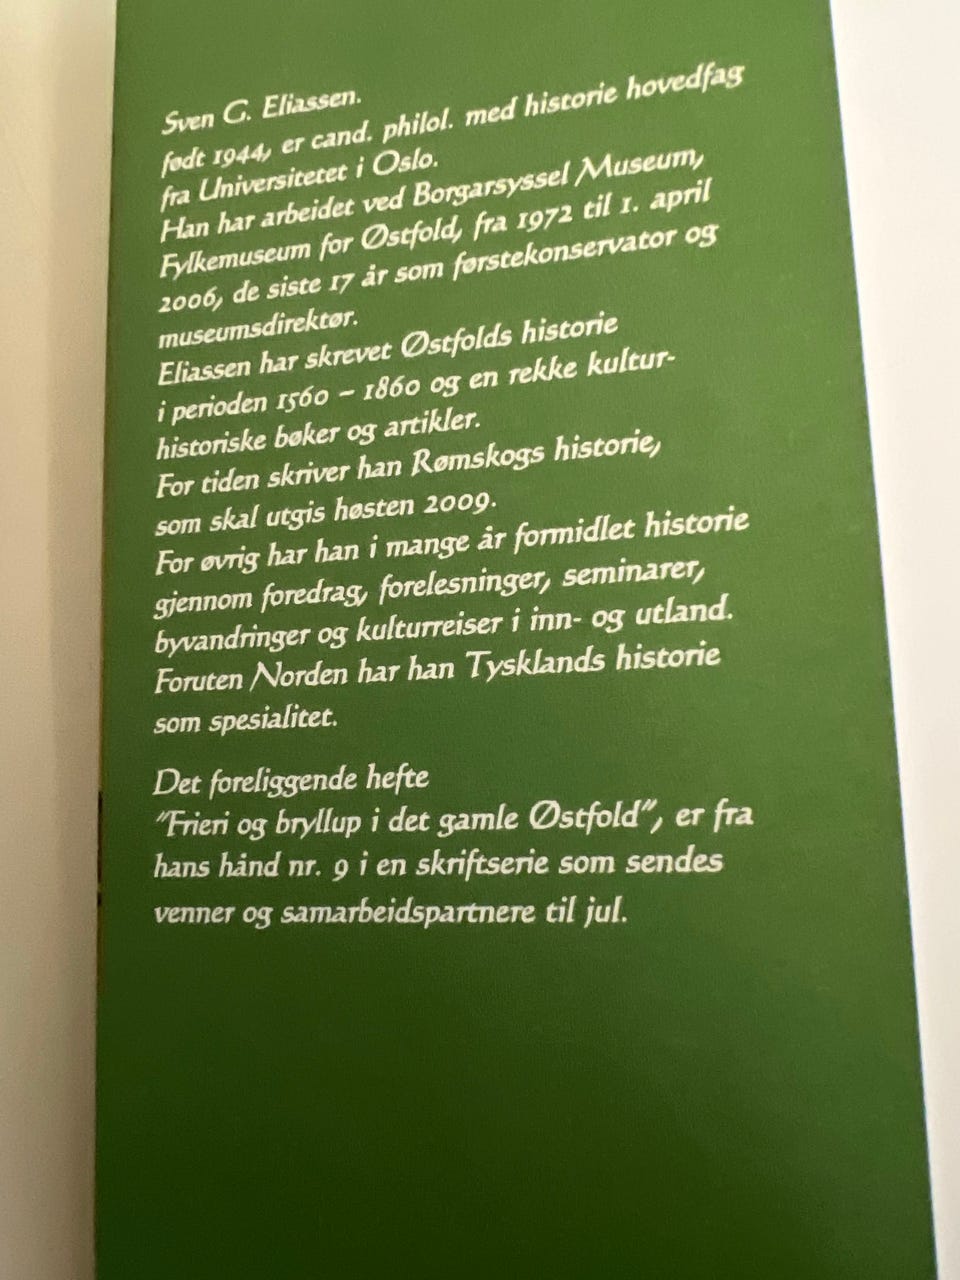 Sven G. Eliassen.
født 1944, er cand. philol. med historie hovedfag
fra Universitetet i Oslo.
Han har arbeidet ved Borgarsyssel Museum,
Fylkemuseum for Østfold, fra 1972 til 1. april
2006, de siste 17 år som førstekonservator og
museumsdirektør.
Eliassen har skrevet Østfolds historie
i perioden 1560 – 1860 og en rekke kultur-
historiske bøker og artikler.
For tiden skriver han Rømskogs historie,
som skal utgis høsten 2009.
For øvrig har han i mange år formidlet historie
gjennom foredrag, forelesninger, seminarer,
byvandringer og kulturreiser i inn- og utland.
Foruten Norden har han Tysklands historie
som spesialitet.
Det foreliggende hefte
"Frieri og bryllup i det gamle Østfold", er fra
hans hånd nr. 9 i en skriftserie som sendes
venner og samarbeidspartnere til jul.